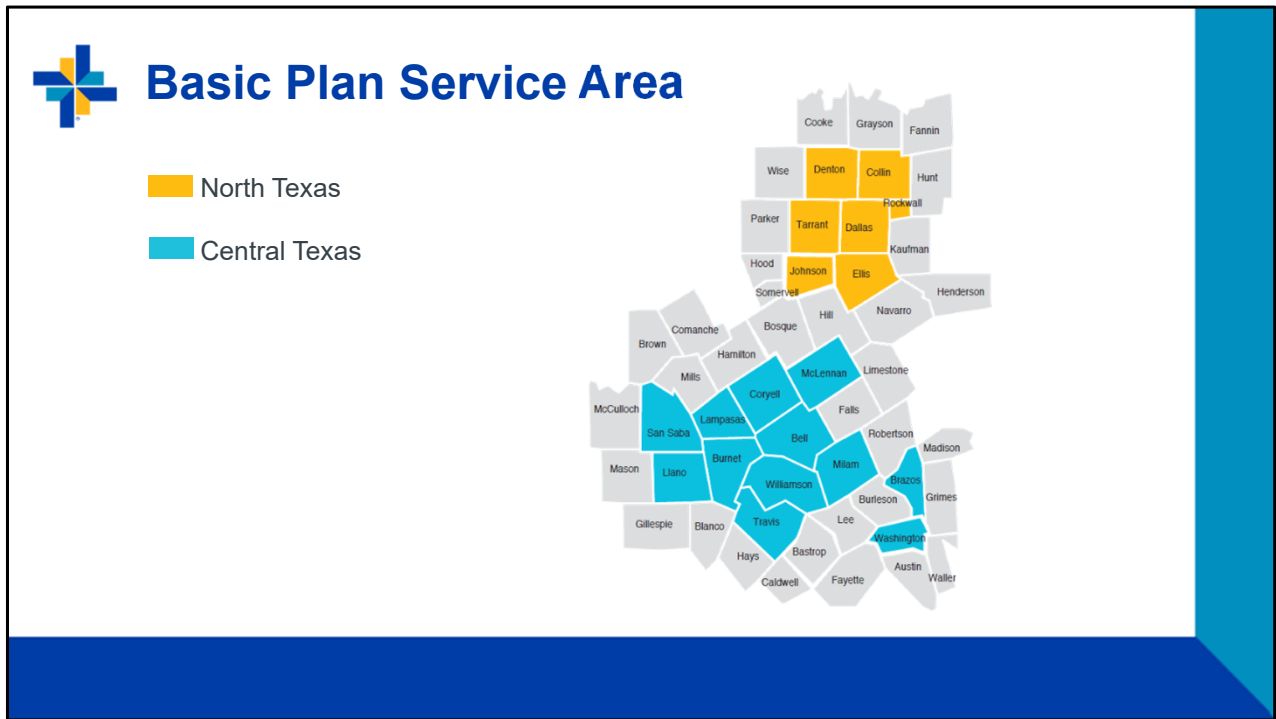 Basic Plan Service Area
North Texas
Central Texas
Cooke
Grayson
Fannin
Wise
Denton
Collin
Hunt
Rockwall
Parker
Tarrant
Dallas
Kaufman
Hood
Johnson
Ellis
Somervell
Henderson
Navarro
Hill
Bosque
Comanche
Brown
Hamilton
Mills
McLennan
Limestone
Coryell
McCulloch
San Saba
Lampasas
Falls
Bell
Robertson
Madison
Mason
Llano
Burnet
Milam
Williamson
Brazos
Burleson
Grimes
Gillespie
Blanco
Travis
Lee
Washington
Hays
Bastrop
Caldwell
Fayette
Austin
Waller